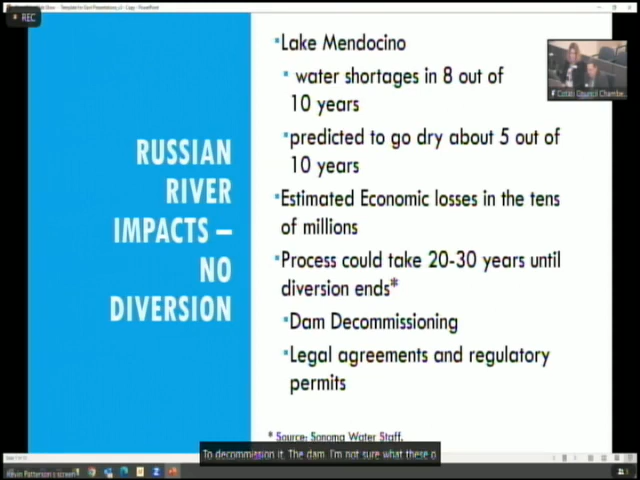 REC
RUSSIAN
RIVER
IMPACTS –
NO
DIVERSION
▪Lake Mendocino
▪ water shortages in 8 out of
10 years
▪predicted to go dry about 5 out of
10 years
▪Estimated Economic losses in the tens
of millions
▪Process could take 20-30 years until
diversion ends*
▪Dam Decommissioning
▪Legal agreements and regulatory
permits
* Source: Sonoma Water Staff.
Cotati Council Chambe...
To decommission it. The dam. I'm not sure what these o
Kevin Patterson's screen